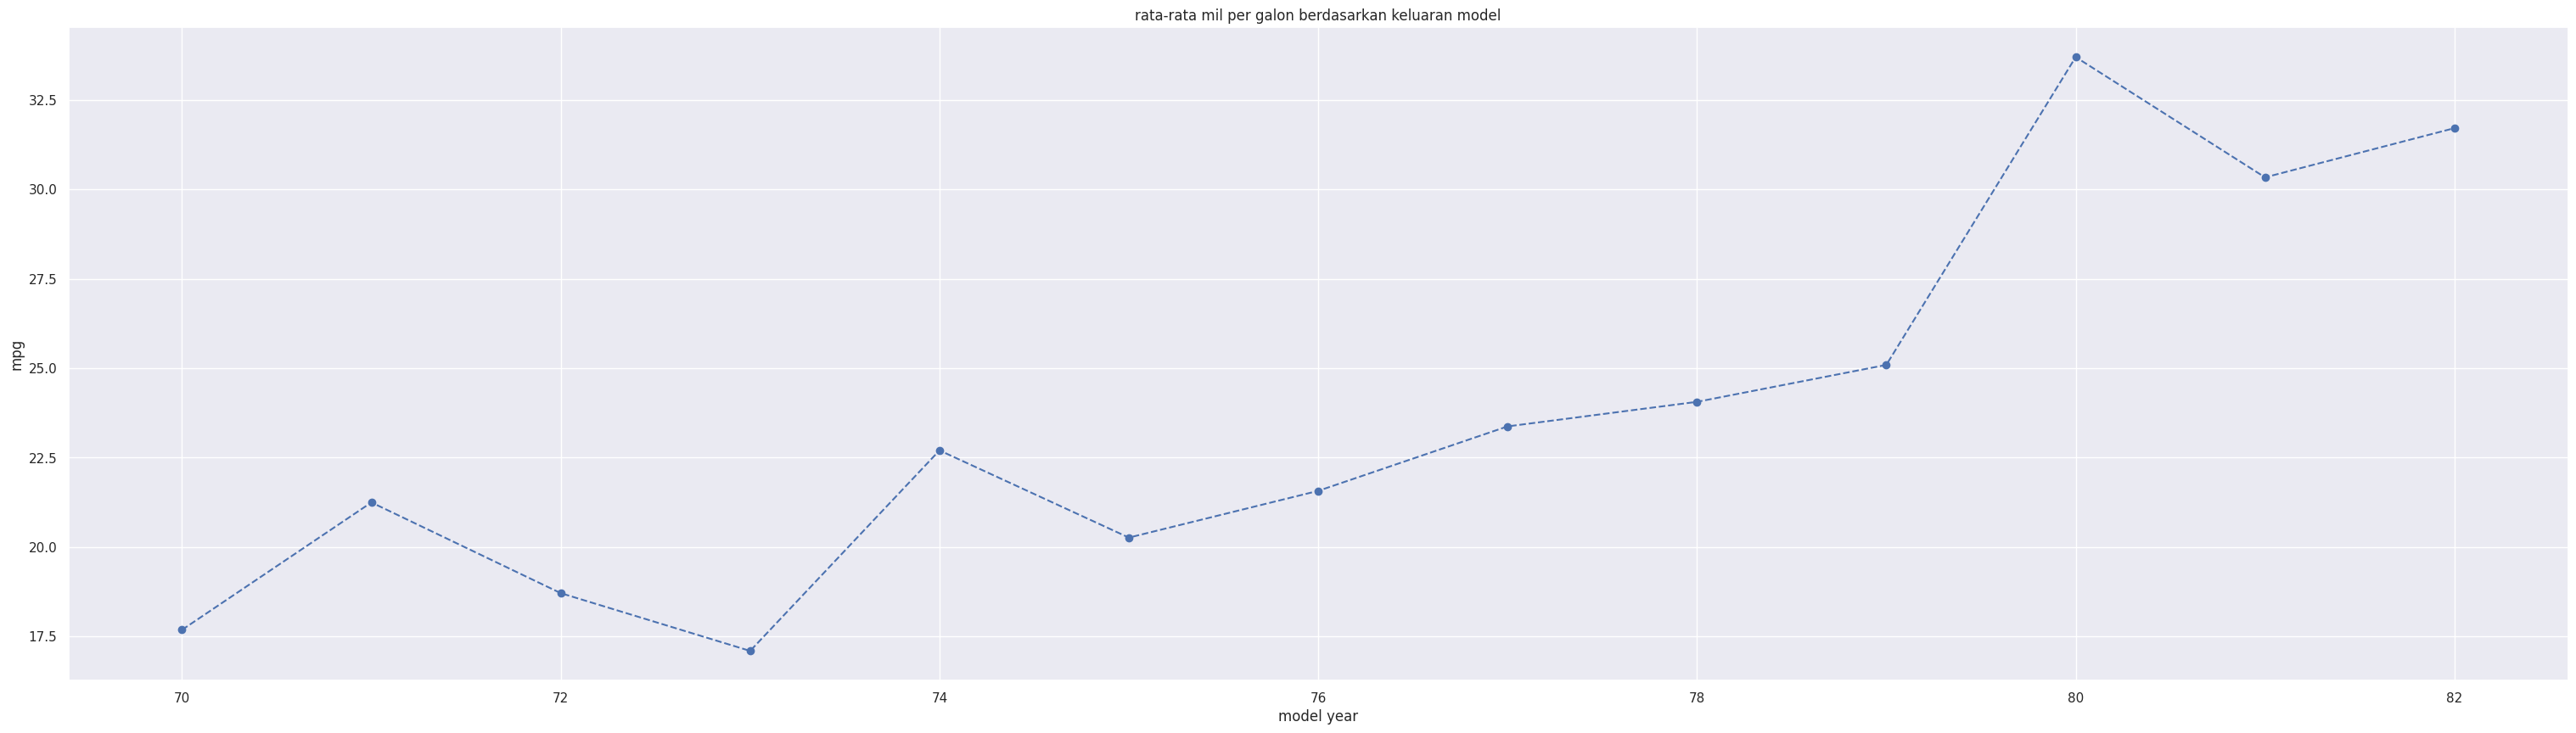 rata-rata mil per galon berdasarkan keluaran model
32.5
30.0
27.5
25.0
22.5
20.0
17.5
mpg
70 72 74 76 78 80 82
model year